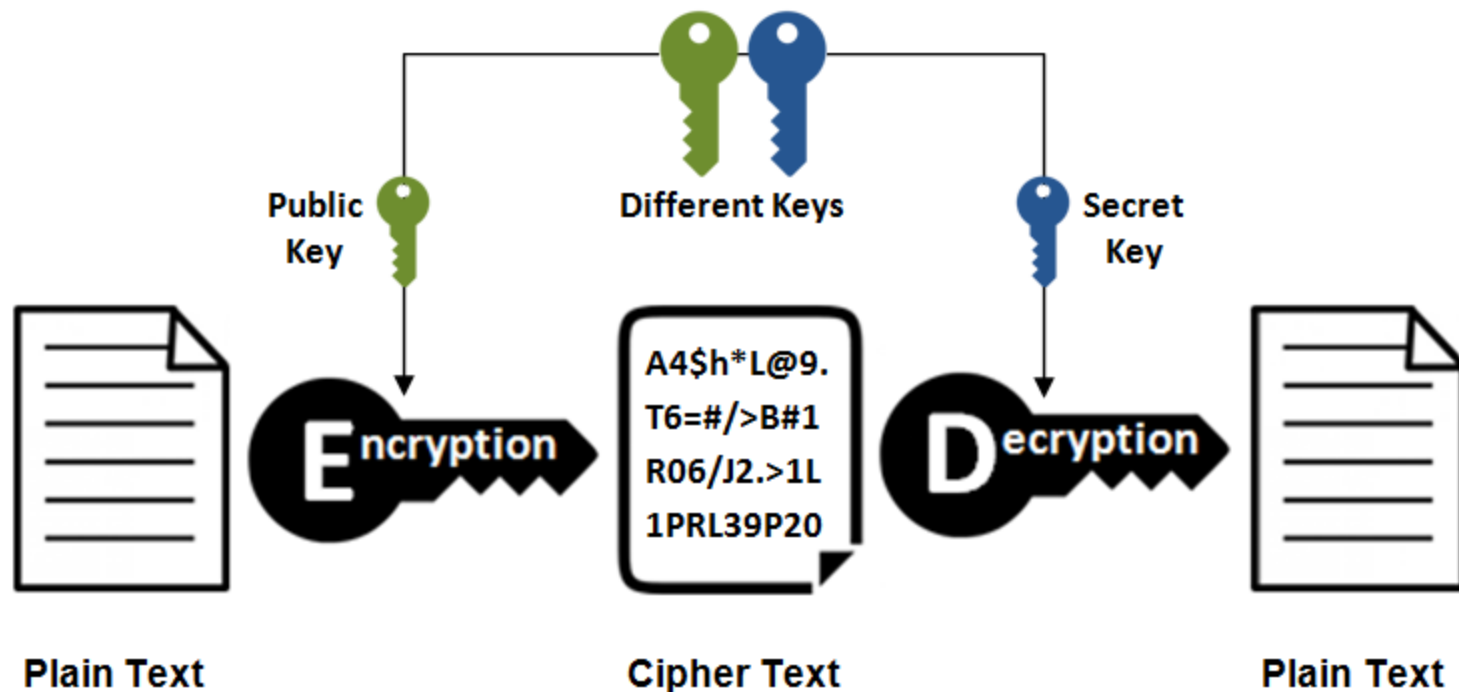 Public
Key
Different Keys
Secret
Key
Encryption
A4$h*L@9.
T6=#/>B#1
R06/J2.>1L
1PRL39P20
Decryption
Plain Text
Cipher Text
Plain Text